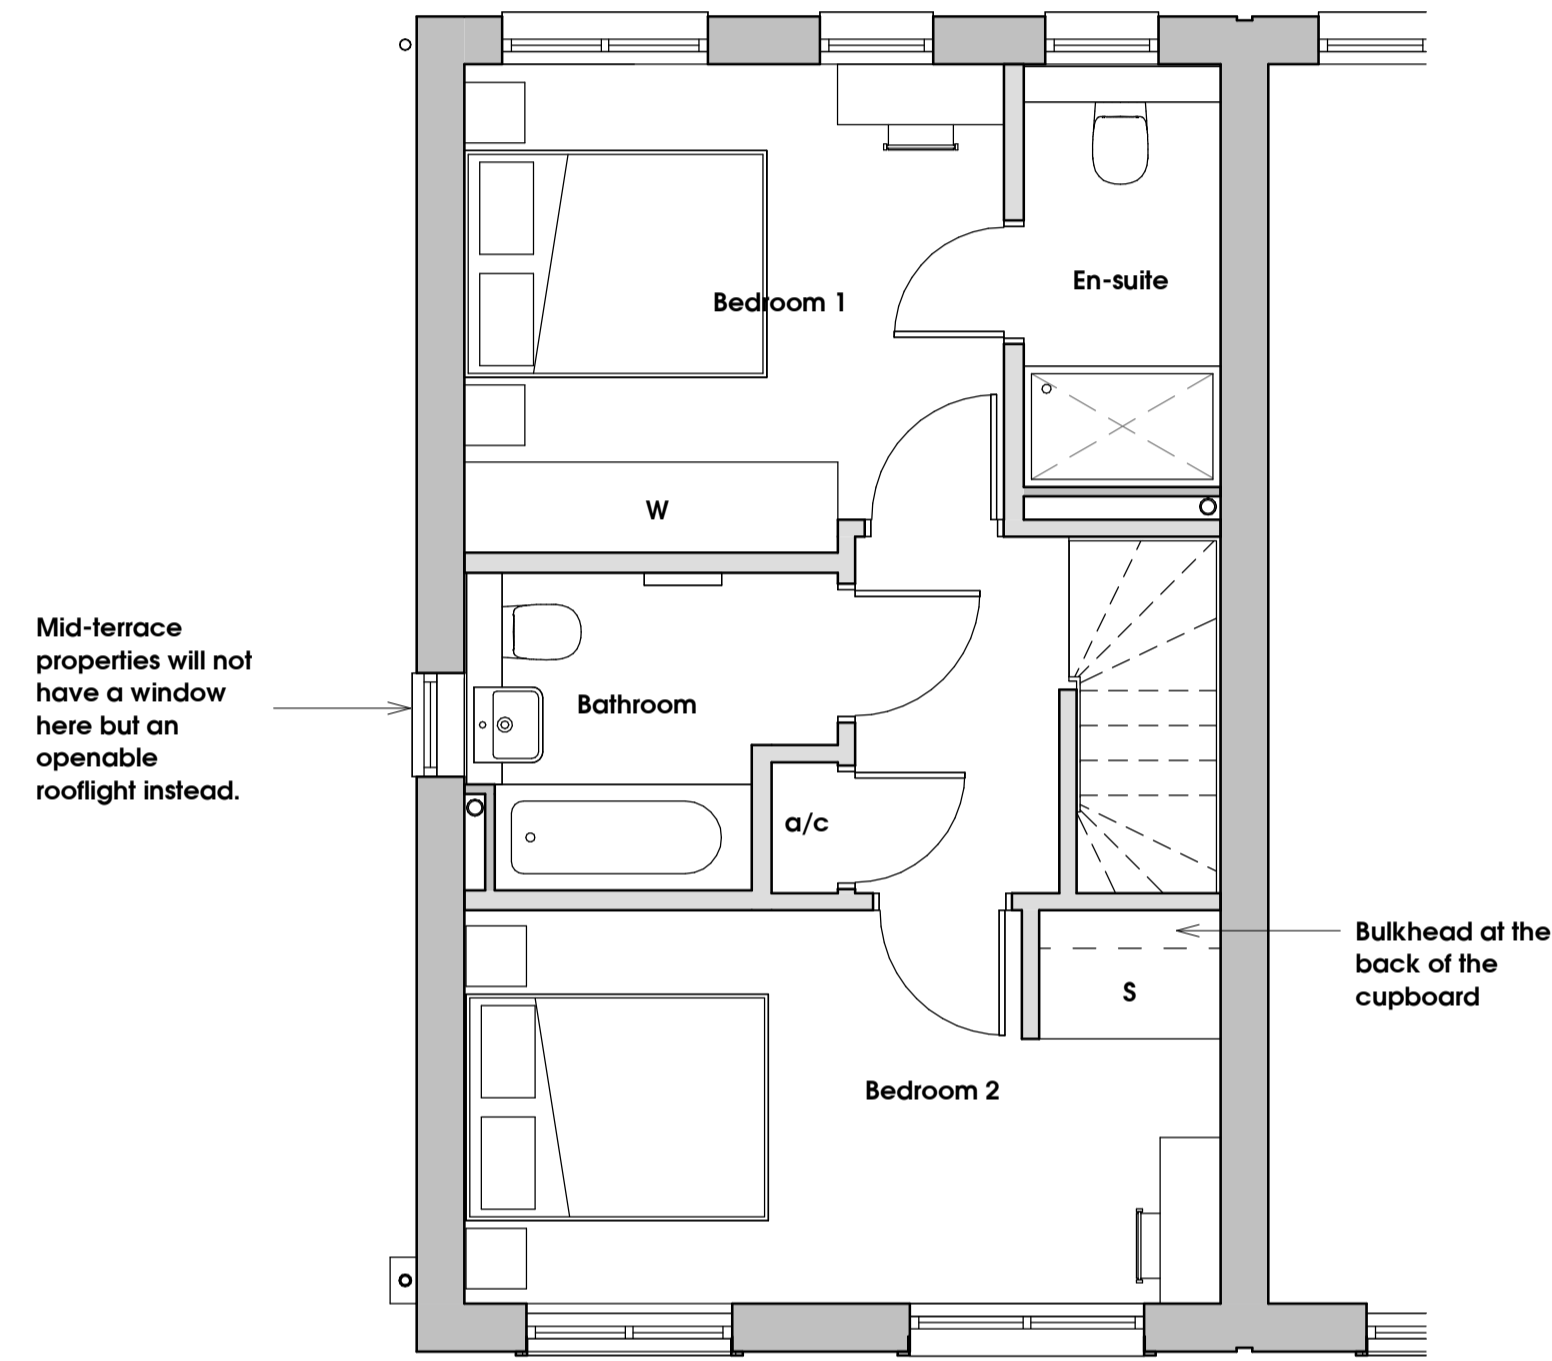 Bedroom 1
En-suite
W
Mid-terrace
properties will not
have a window
here but an
openable
rooflight instead.
Bathroom
a/c
Bulkhead at the
back of the
cupboard
S
Bedroom 2